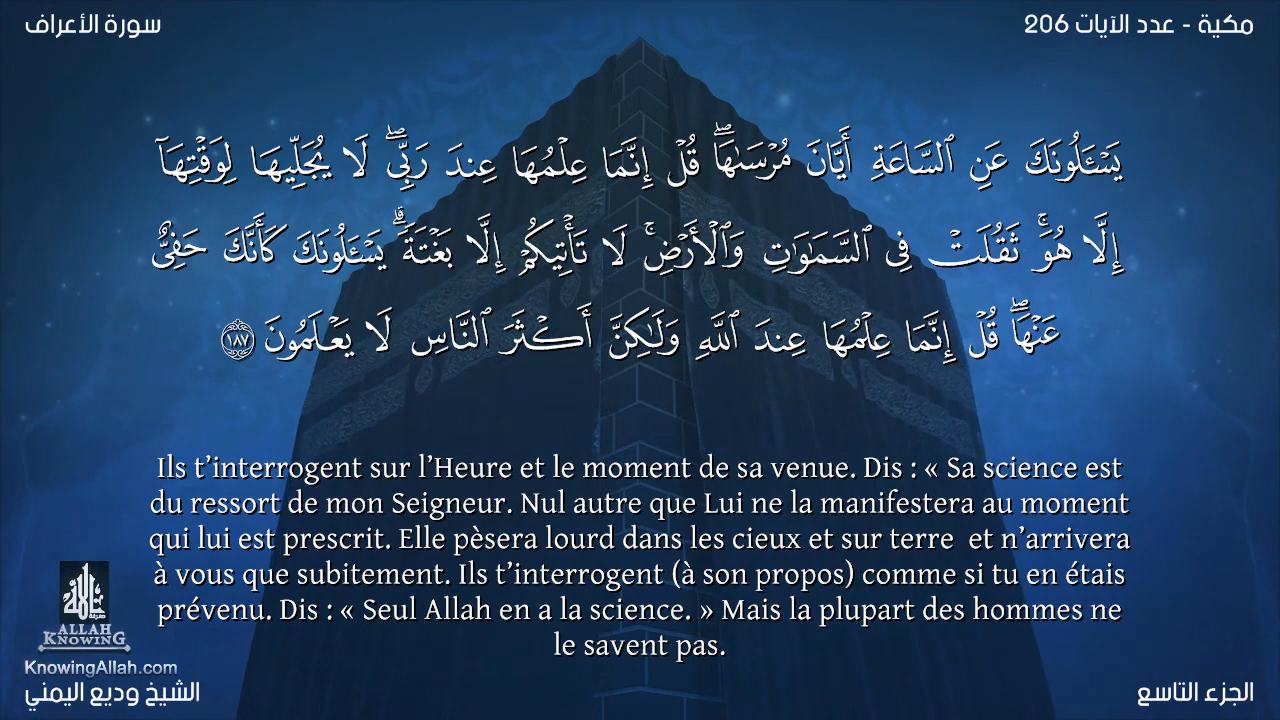 سورة الأعراف
مكية - عدد الآيات 206
يَسْـَٔلُونَكَ عَنِ ٱلسَّاعَةِ أَيَّانَ مُرْسَىٰهَا ۖ قُلْ إِنَّمَا عِلْمُهَا عِندَ رَبِّى ۖ لَا يُجَلِّيهَا لِوَقْتِهَآ
إِلَّا هُوَ ۚ ثَقُلَتْ فِى ٱلسَّمَٰوَٰتِ وَٱلْأَرْضِ ۚ لَا تَأْتِيكُمْ إِلَّا بَغْتَةً ۗ يَسْـَٔلُونَكَ كَأَنَّكَ حَفِىٌّ
عَنْهَا ۖ قُلْ إِنَّمَا عِلْمُهَا عِندَ ٱللَّهِ وَلَٰكِنَّ أَكْثَرَ ٱلنَّاسِ لَا يَعْلَمُونَ ١٨٧
Ils t’interrogent sur l’Heure et le moment de sa venue. Dis : « Sa science est
du ressort de mon Seigneur. Nul autre que Lui ne la manifestera au moment
qui lui est prescrit. Elle pèsera lourd dans les cieux et sur terre et n’arrivera
à vous que subitement. Ils t’interrogent (à son propos) comme si tu en étais
prévenu. Dis : « Seul Allah en a la science. » Mais la plupart des hommes ne
le savent pas.
ALLAH
KNOWING
KnowingAllah.com
الشيخ وديع اليمني
الجزء التاسع